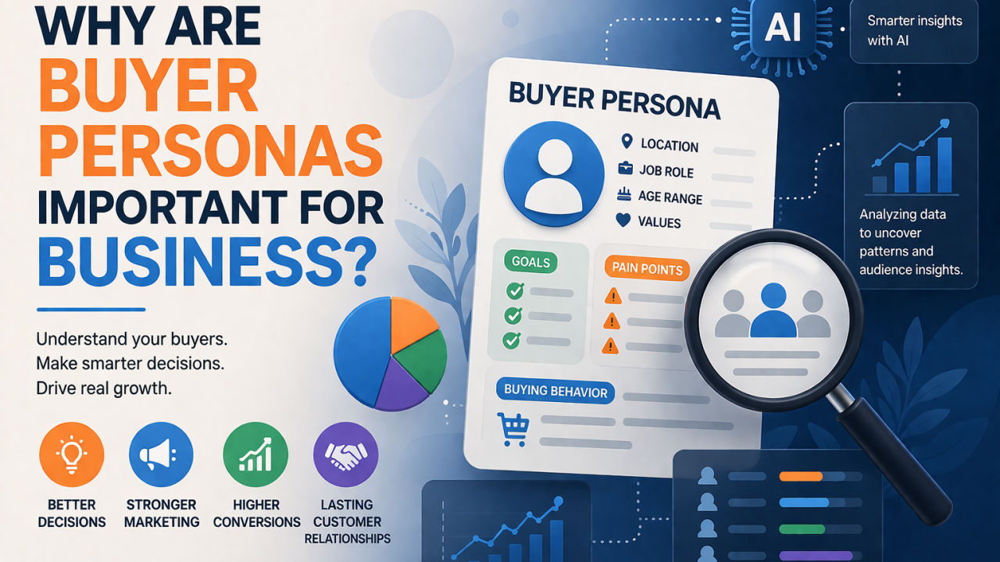 WHY ARE
BUYER
PERSONAS
IMPORTANT FOR
BUSINESS?
Understand your buyers.
Make smarter decisions.
Drive real growth.
BETTER
DECISIONS
STRONGER
MARKETING
HIGHER
CONVERSIONS
LASTING
CUSTOMER
RELATIONSHIPS
BUYER PERSONA
LOCATION
JOB ROLE
AGE RANGE
VALUES
GOALS
PAIN POINTS
BUYING BEHAVIOR
AI
Smarter insights
with AI
Analyzing data
to uncover
patterns and
audience insights.